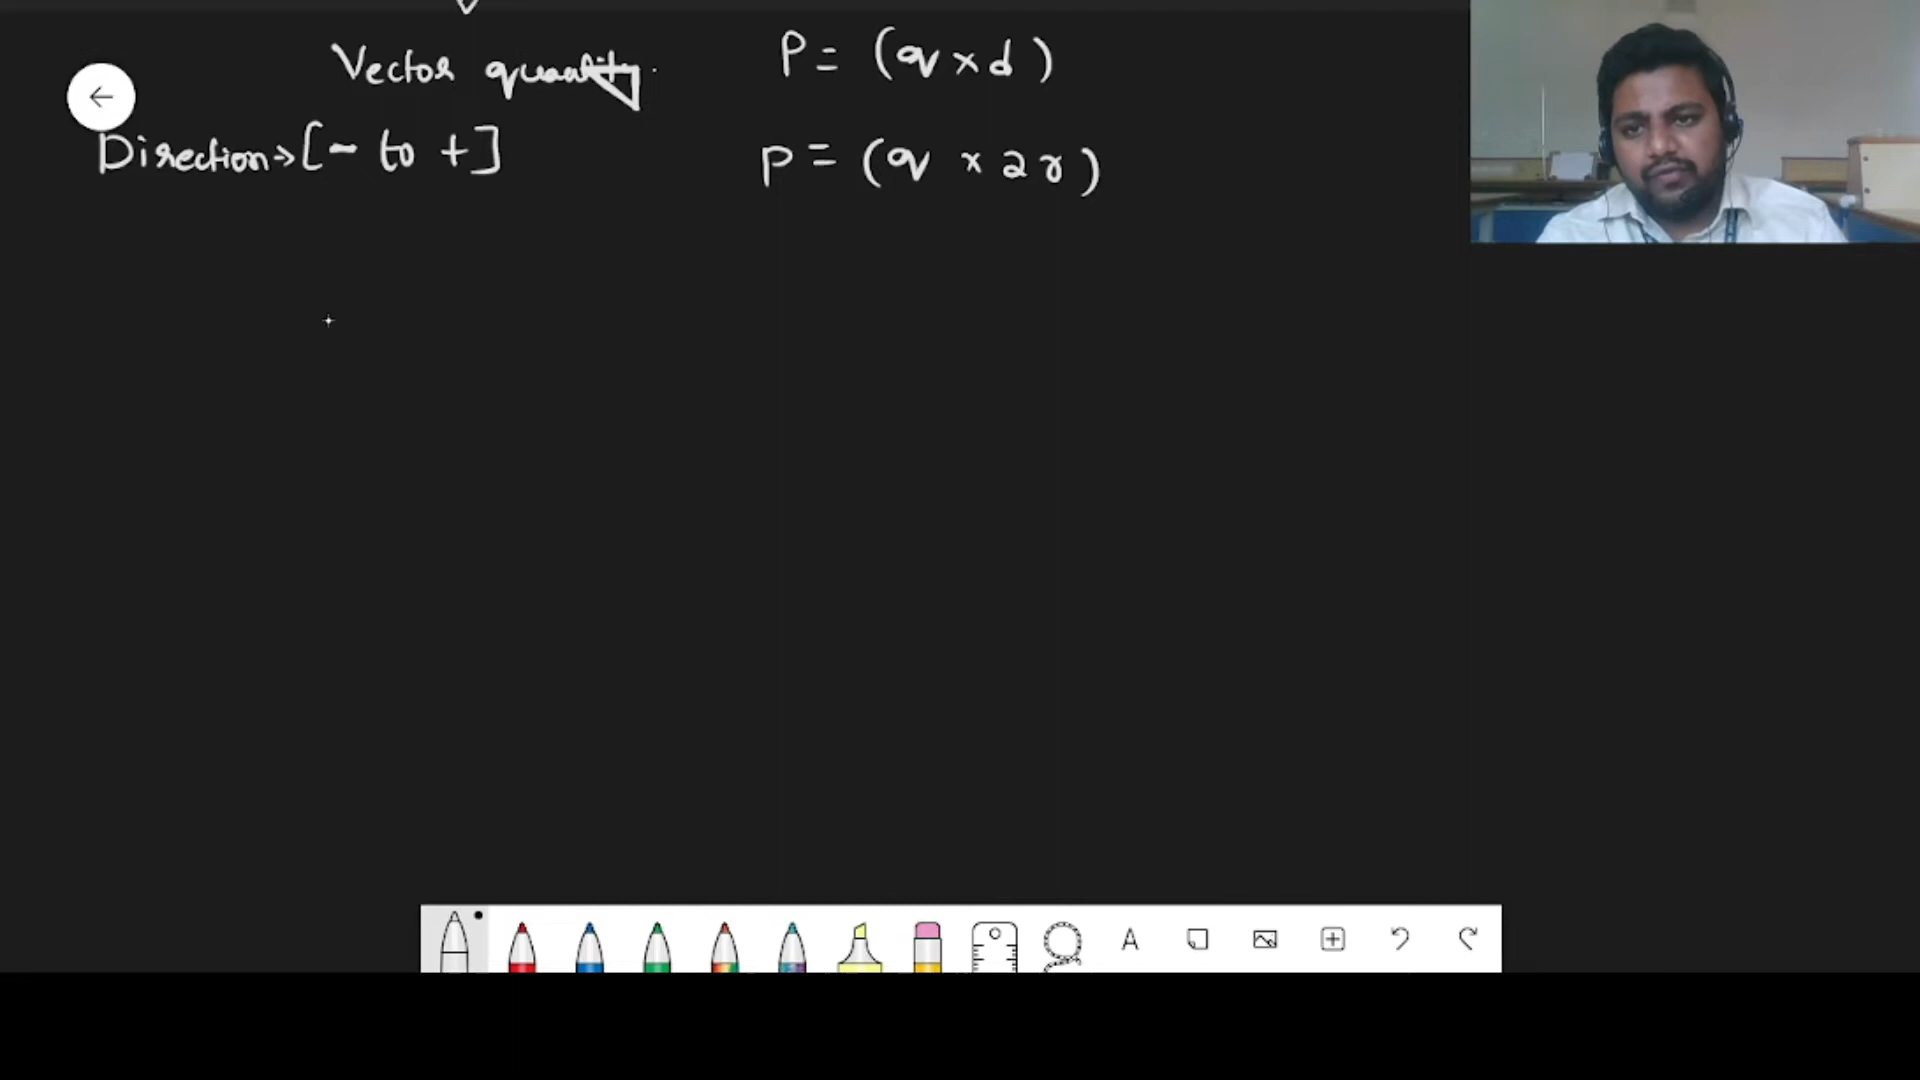 Vector quantity.
Direction → [- to +]
P = (q × d)
P = (q × 2r)
A